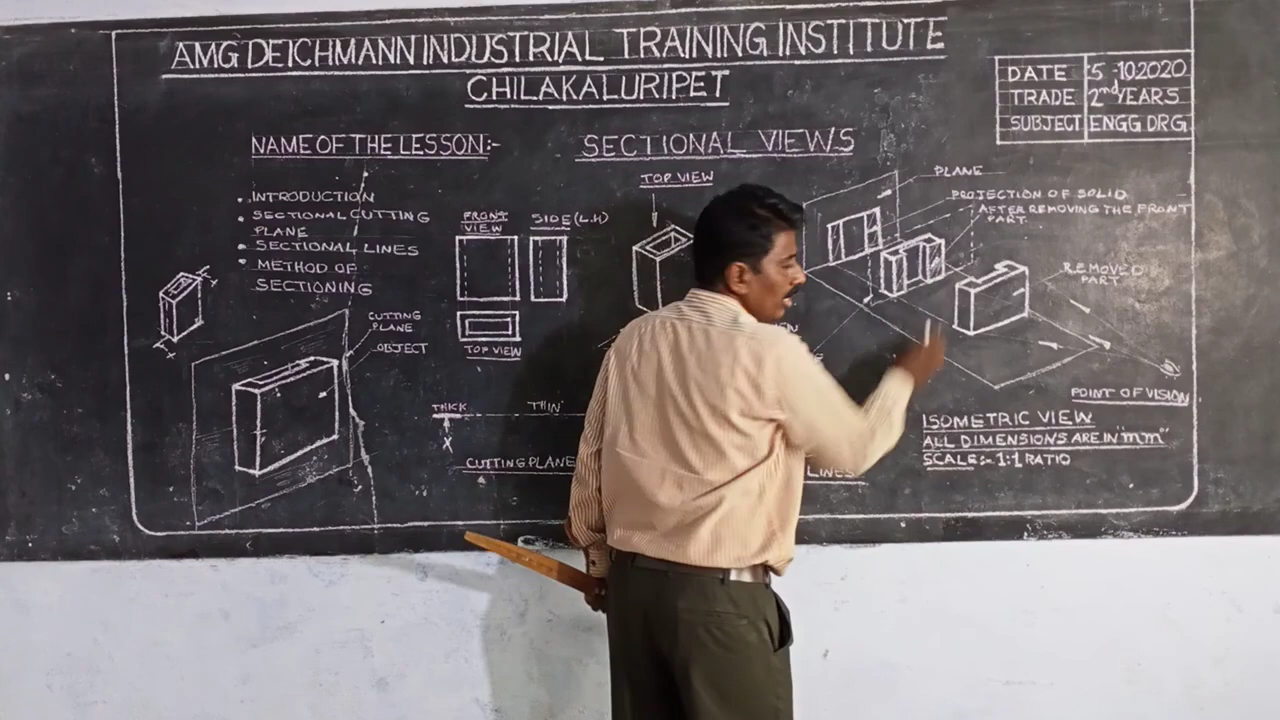 AMG DEICHMANN INDUSTRIAL TRAINING INSTITUTE
CHILAKALURIPET
DATE :5 -10.2020
TRADE 2nd YEARS
SUBJECT ENGG DRG
NAME OF THE LESSON:-
SECTIONAL VIEWS
• INTRODUCTION
• SECTIONAL CUTTING
PLANE
• SECTIONAL LINES
• METHOD OF
SECTIONING
CUTTING
PLANE
OBJECT
FRONT
VIEW
SIDE (L.H)
TOP VIEW
THICK
THIN
X
CUTTING PLANE
LINES
TOP VIEW
PLANE
PROJECTION OF SOLID
AFTER REMOVING THE FRONT
PART
REMOVED
PART
POINT OF VISION
ISOMETRIC VIEW
ALL DIMENSIONS ARE IN "mm"
SCALE:- 1:1 RATIO